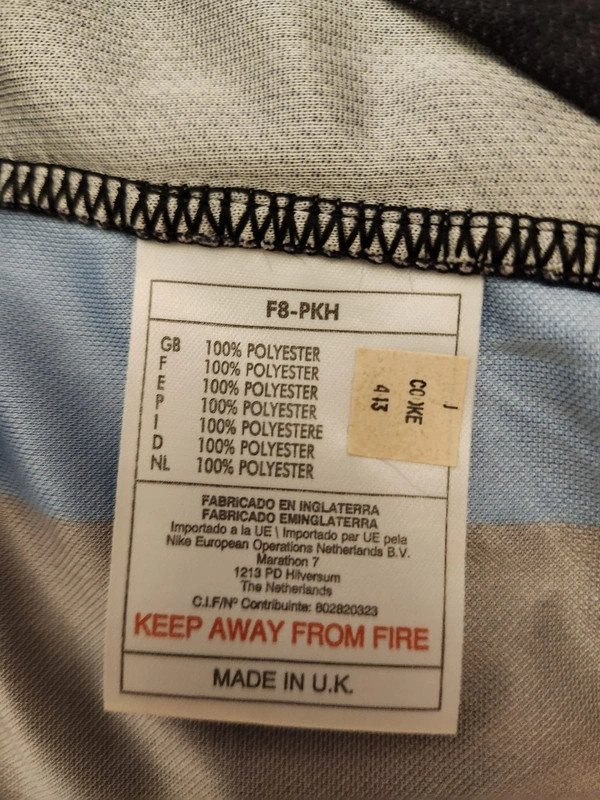 F8-PKH
GB 100% POLYESTER
F 100% POLYESTER
E 100% POLYESTER
P 100% POLYESTER
I 100% POLYESTERE
D 100% POLYESTER
NL 100% POLYESTER
J
COOKE
413
FABRICADO EN INGLATERRA
FABRICADO EMINGLATERRA
Importado a la UE \ Importado par UE pela
Nike European Operations Netherlands B.V.
Marathon 7
1213 PD Hilversum
The Netherlands
C.I.F/Nº Contribuinte: 802820323
KEEP AWAY FROM FIRE
MADE IN U.K.